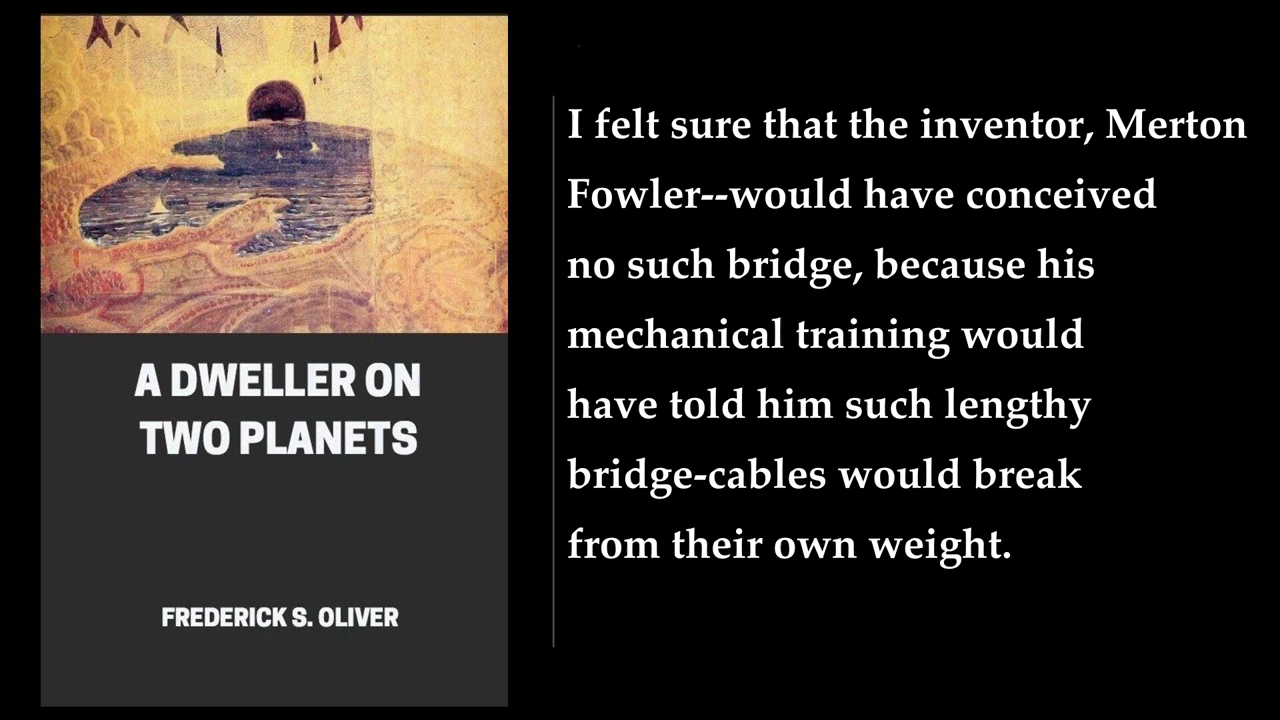 A DWELLER ON
TWO PLANETS
FREDERICK S. OLIVER
I felt sure that the inventor, Merton
Fowler--would have conceived
no such bridge, because his
mechanical training would
have told him such lengthy
bridge-cables would break
from their own weight.